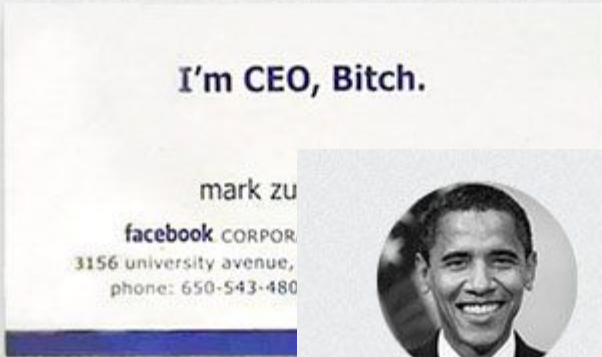 I'm CEO, Bitch.
mark zu
facebook CORPOR
3156 university avenue,
phone: 650-543-480